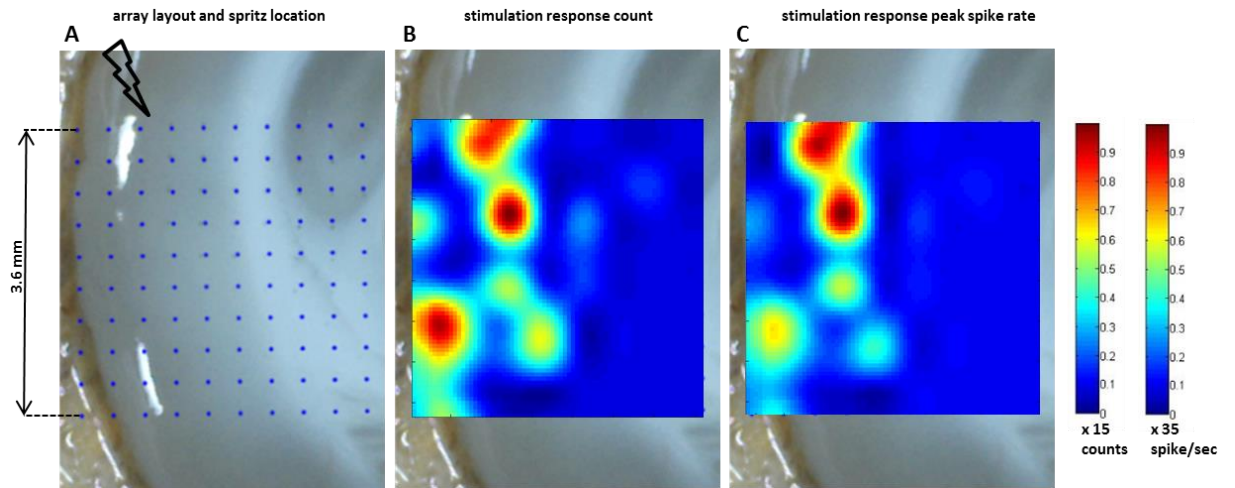 array layout and spritz location
stimulation response count
stimulation response peak spike rate
A
B
C
3.6 mm
0.9
0.8
0.7
0.6
0.5
0.4
0.3
0.2
0.1
0
0.9
0.8
0.7
0.6
0.5
0.4
0.3
0.2
0.1
0
x 15
counts
x 35
spike/sec